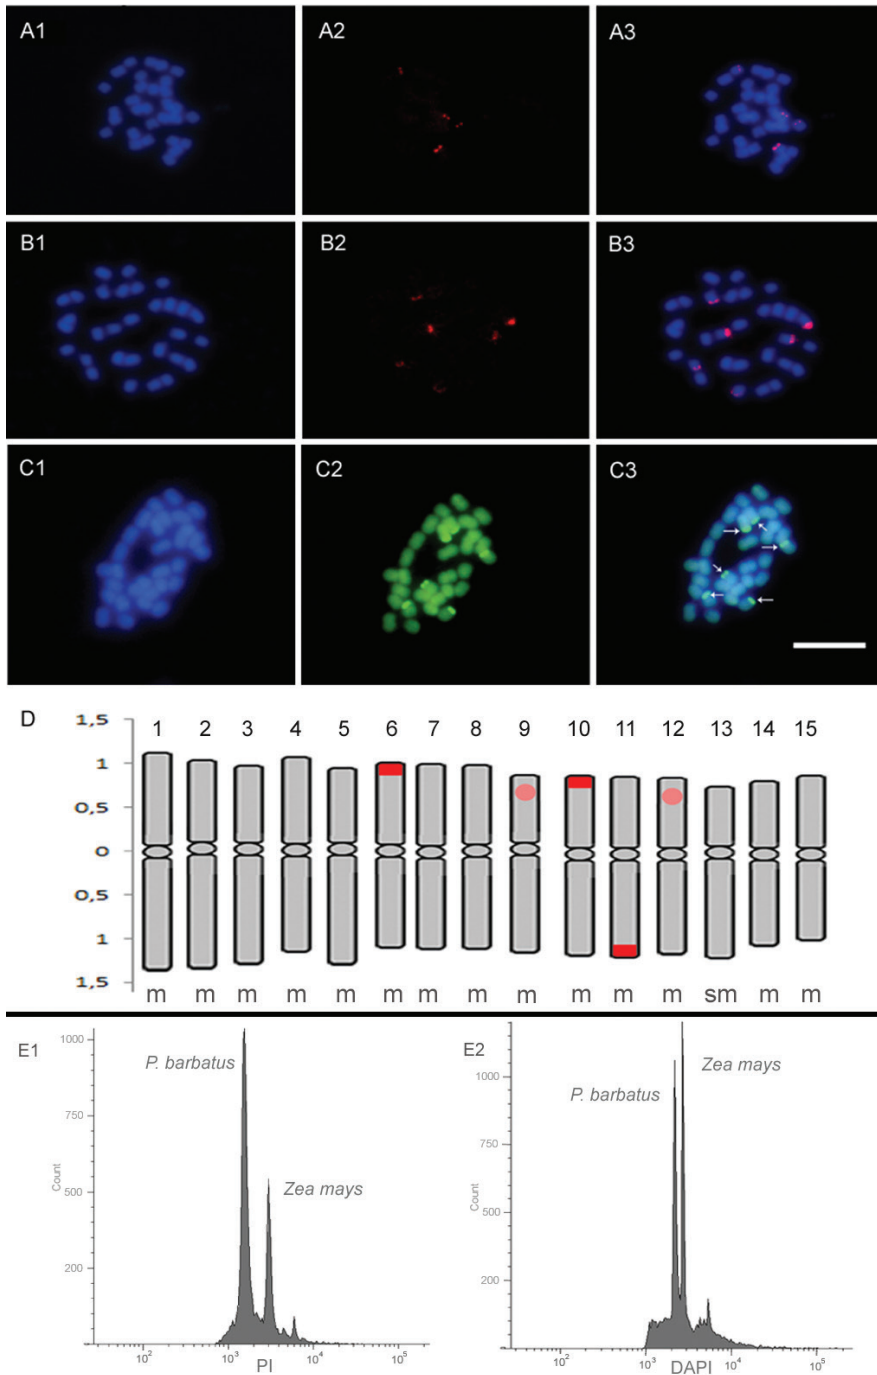 A1
A2
A3
B1
B2
B3
C1
C2
C3
D
1 2 3 4 5 6 7 8 9 10 11 12 13 14 15
1,5
1
0,5
0
0,5
1
1,5
m m m m m m m m m m m m sm m m
E1
P. barbatus
Zea mays
1000
750
500
200
Count
10² 10³ 10⁴ 10⁵
PI
E2
Zea mays
P. barbatus
1000
750
500
200
Count
10² 10³ 10⁴ 10⁵
DAPI